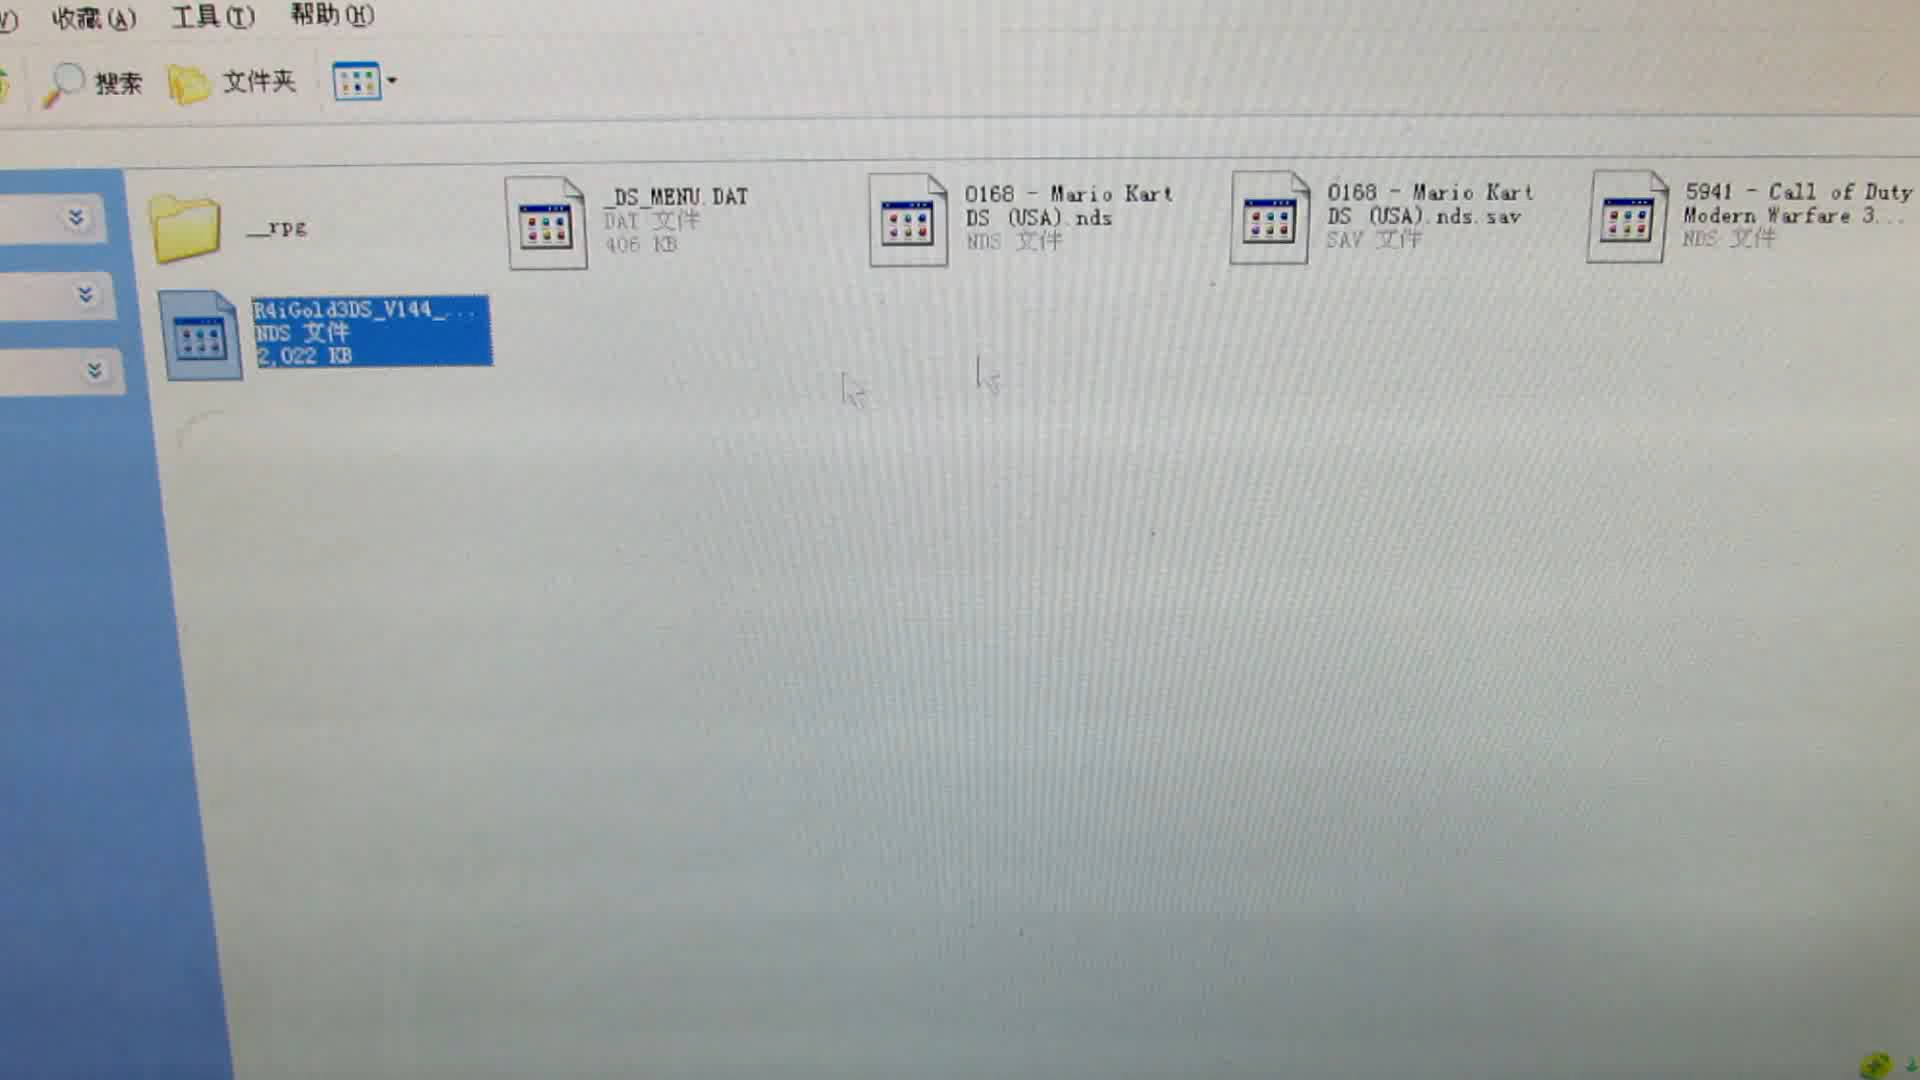 收藏(A) 工具(T) 帮助(H)
搜索 文件夹
__rpg
_DS_MENU.DAT
DAT 文件
406 KB
0168 - Mario Kart
DS (USA).nds
NDS 文件
0168 - Mario Kart
DS (USA).nds.sav
SAV 文件
5941 - Call of Duty
Modern Warfare 3...
NDS 文件
R4iGold3DS_V144_...
NDS 文件
2,022 KB